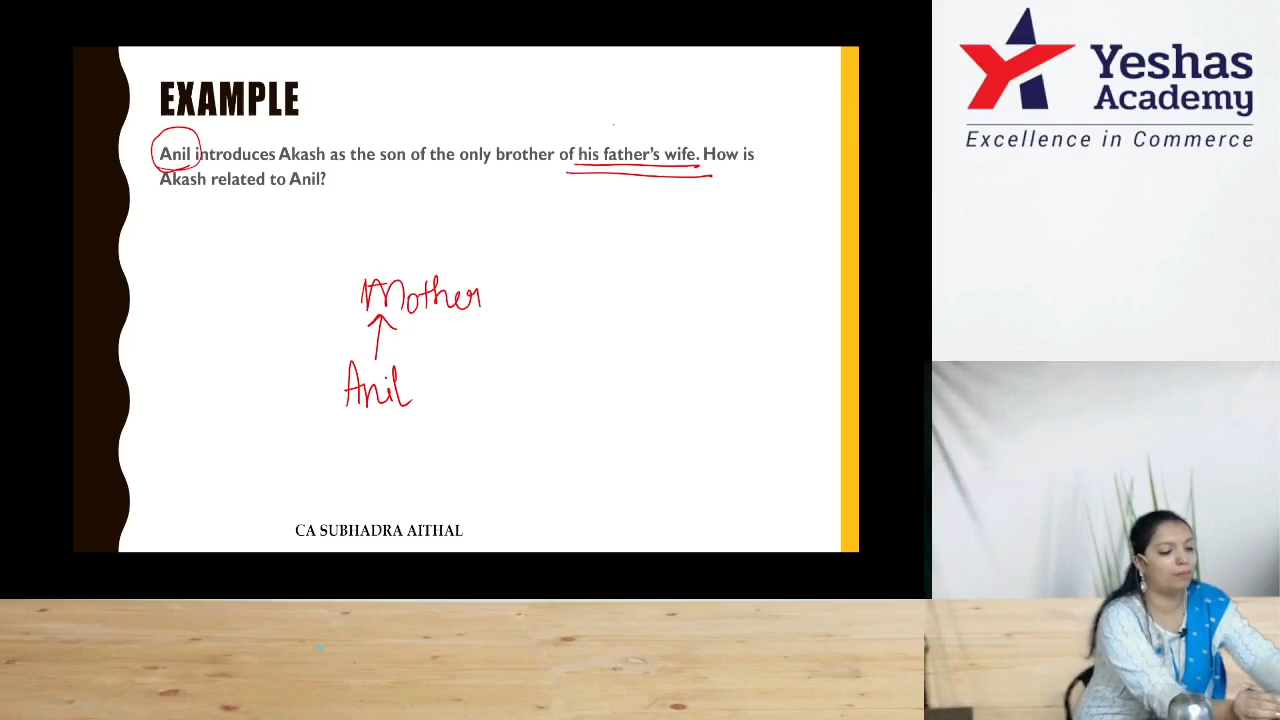 EXAMPLE
Anil introduces Akash as the son of the only brother of his father's wife. How is
Akash related to Anil?
Mother
Anil
CA SUBHADRA AITHAL
Yeshas
Academy
Excellence in Commerce